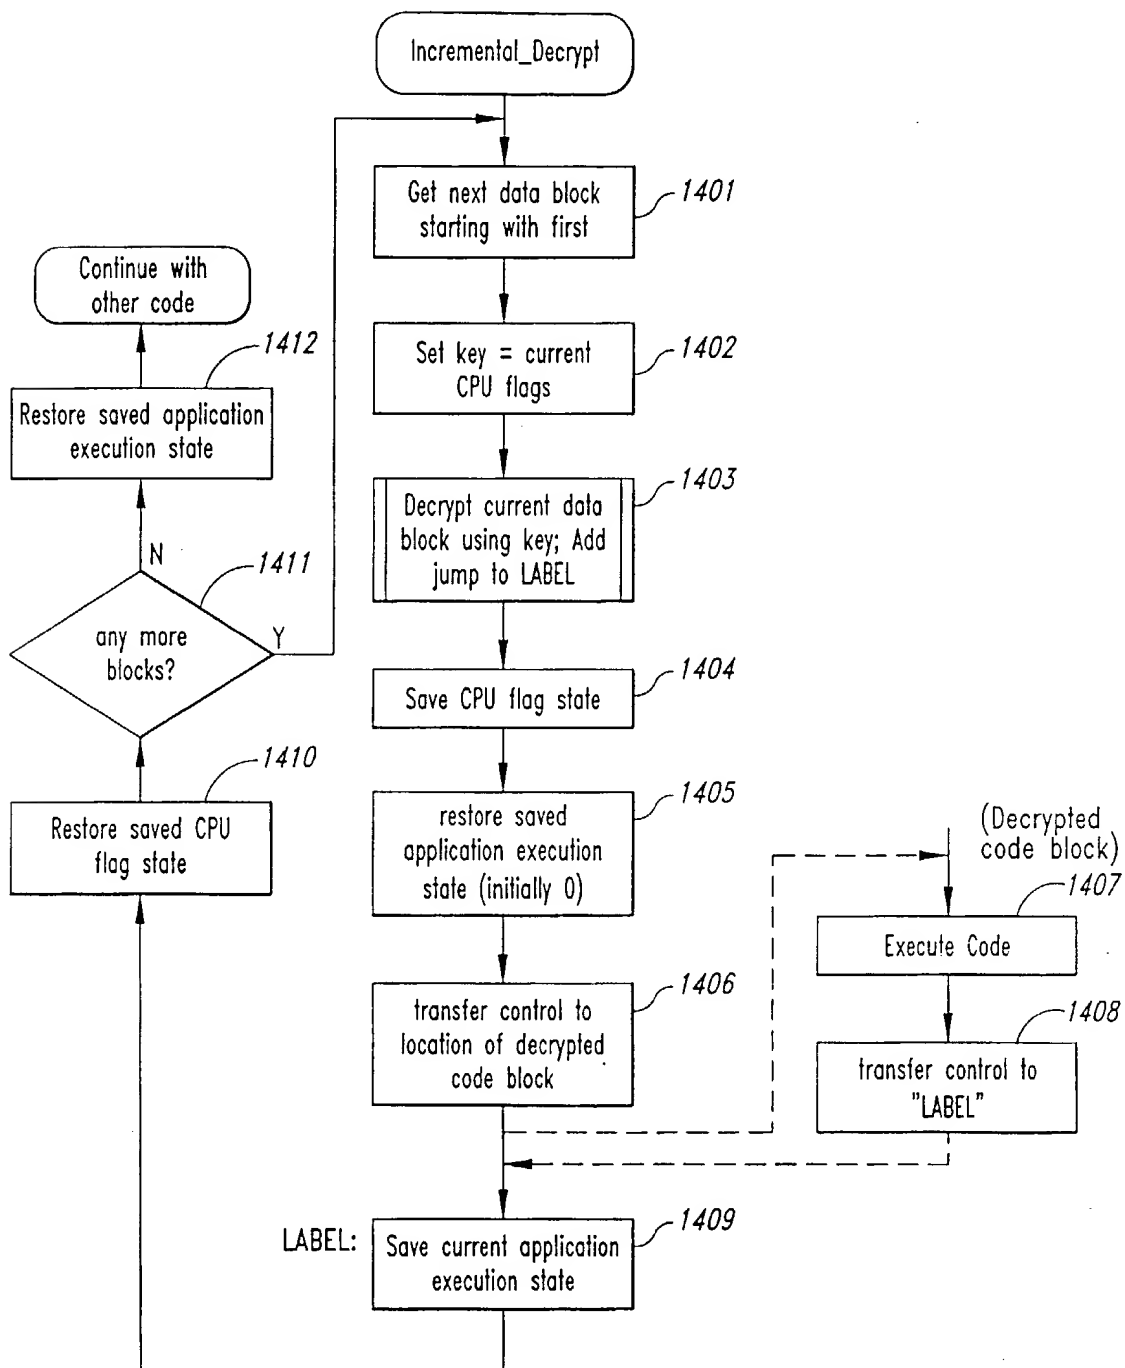 Incremental_Decrypt
Get next data block
starting with first
1401
Set key = current
CPU flags
1402
Decrypt current data
block using key; Add
jump to LABEL
1403
Save CPU flag state
1404
restore saved
application execution
state (initially 0)
1405
transfer control to
location of decrypted
code block
1406
(Decrypted
code block)
1407
Execute Code
1408
transfer control to
"LABEL"
LABEL:
Save current application
execution state
1409
1410
Restore saved CPU
flag state
any more
blocks?
1411
Y
N
1412
Restore saved application
execution state
Continue with
other code